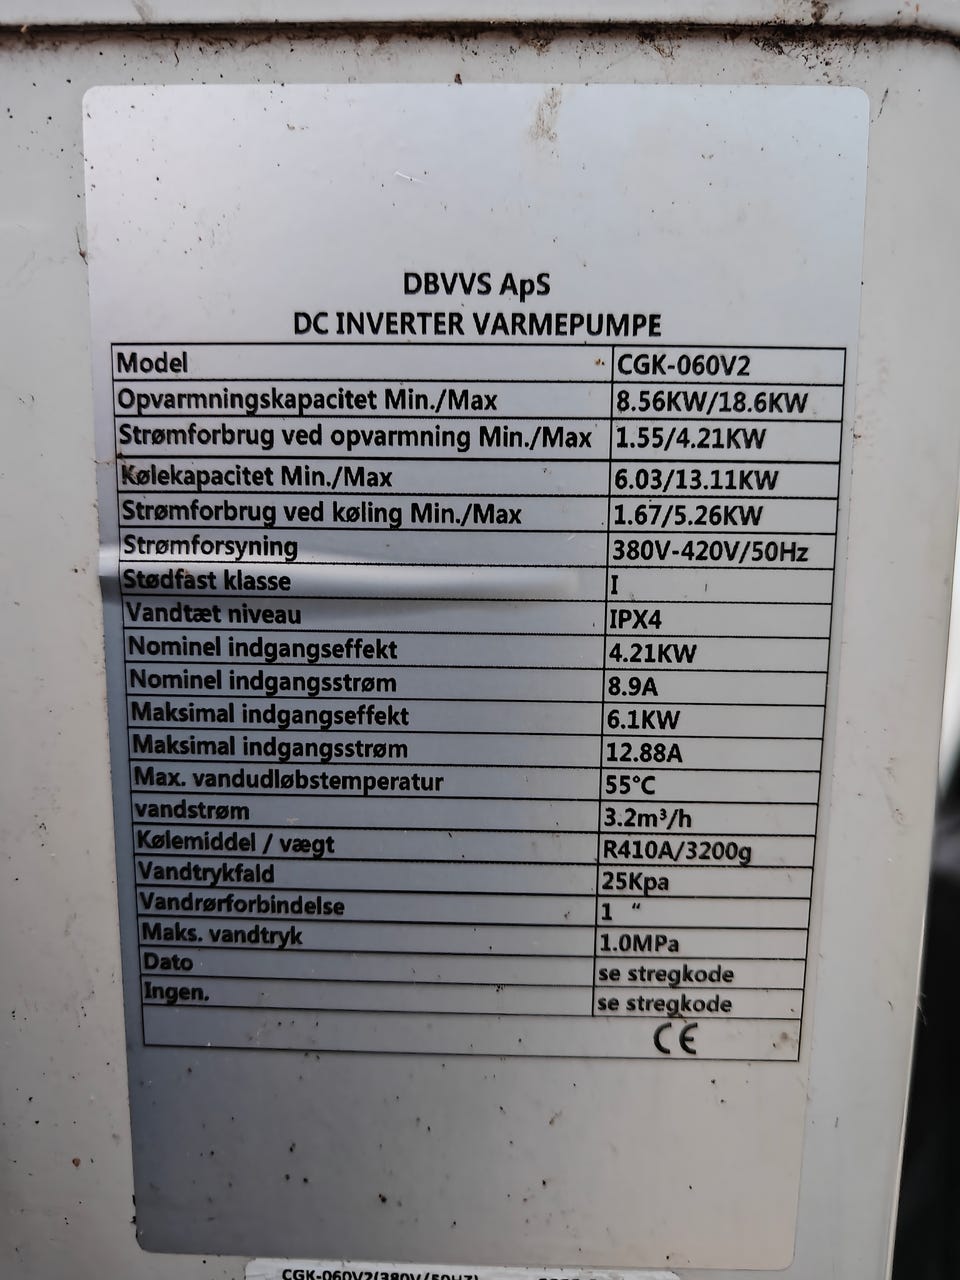 DBVVS ApS
DC INVERTER VARMEPUMPE
Model CGK-060V2
Opvarmningskapacitet Min./Max 8.56KW/18.6KW
Strømforbrug ved opvarmning Min./Max 1.55/4.21KW
Kølekapacitet Min./Max 6.03/13.11KW
Strømforbrug ved køling Min./Max 1.67/5.26KW
Strømforsyning 380V-420V/50Hz
Stødfast klasse I
Vandtæt niveau IPX4
Nominel indgangseffekt 4.21KW
Nominel indgangsstrøm 8.9A
Maksimal indgangseffekt 6.1KW
Maksimal indgangsstrøm 12.88A
Max. vandudløbstemperatur 55°C
vandstrøm 3.2m³/h
Kølemiddel / vægt R410A/3200g
Vandtrykfald 25Kpa
Vandrørforbindelse 1 “
Maks. vandtryk 1.0MPa
Dato se stregkode
Ingen. se stregkode
CE
CGK-060V2(380V/50HZ)